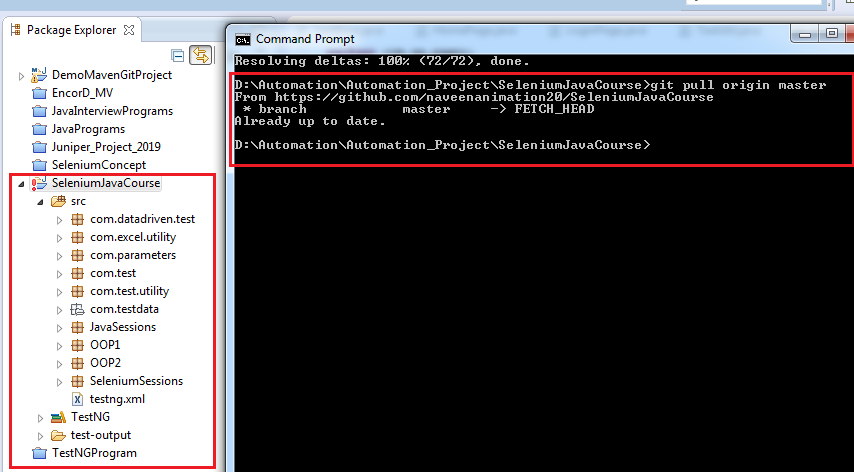 Package Explorer
DemoMavenGitProject
EncorD_MV
JavaInterviewPrograms
JavaPrograms
Juniper_Project_2019
SeleniumConcept
SeleniumJavaCourse
src
com.datadriven.test
com.excel.utility
com.parameters
com.test
com.test.utility
com.testdata
JavaSessions
OOP1
OOP2
SeleniumSessions
testng.xml
TestNG
test-output
TestNGProgram
Command Prompt
Resolving deltas: 100% (72/72), done.
D:\Automation\Automation_Project\SeleniumJavaCourse>git pull origin master
From https://github.com/naveenanimation20/SeleniumJavaCourse
* branch master -> FETCH_HEAD
Already up to date.
D:\Automation\Automation_Project\SeleniumJavaCourse>